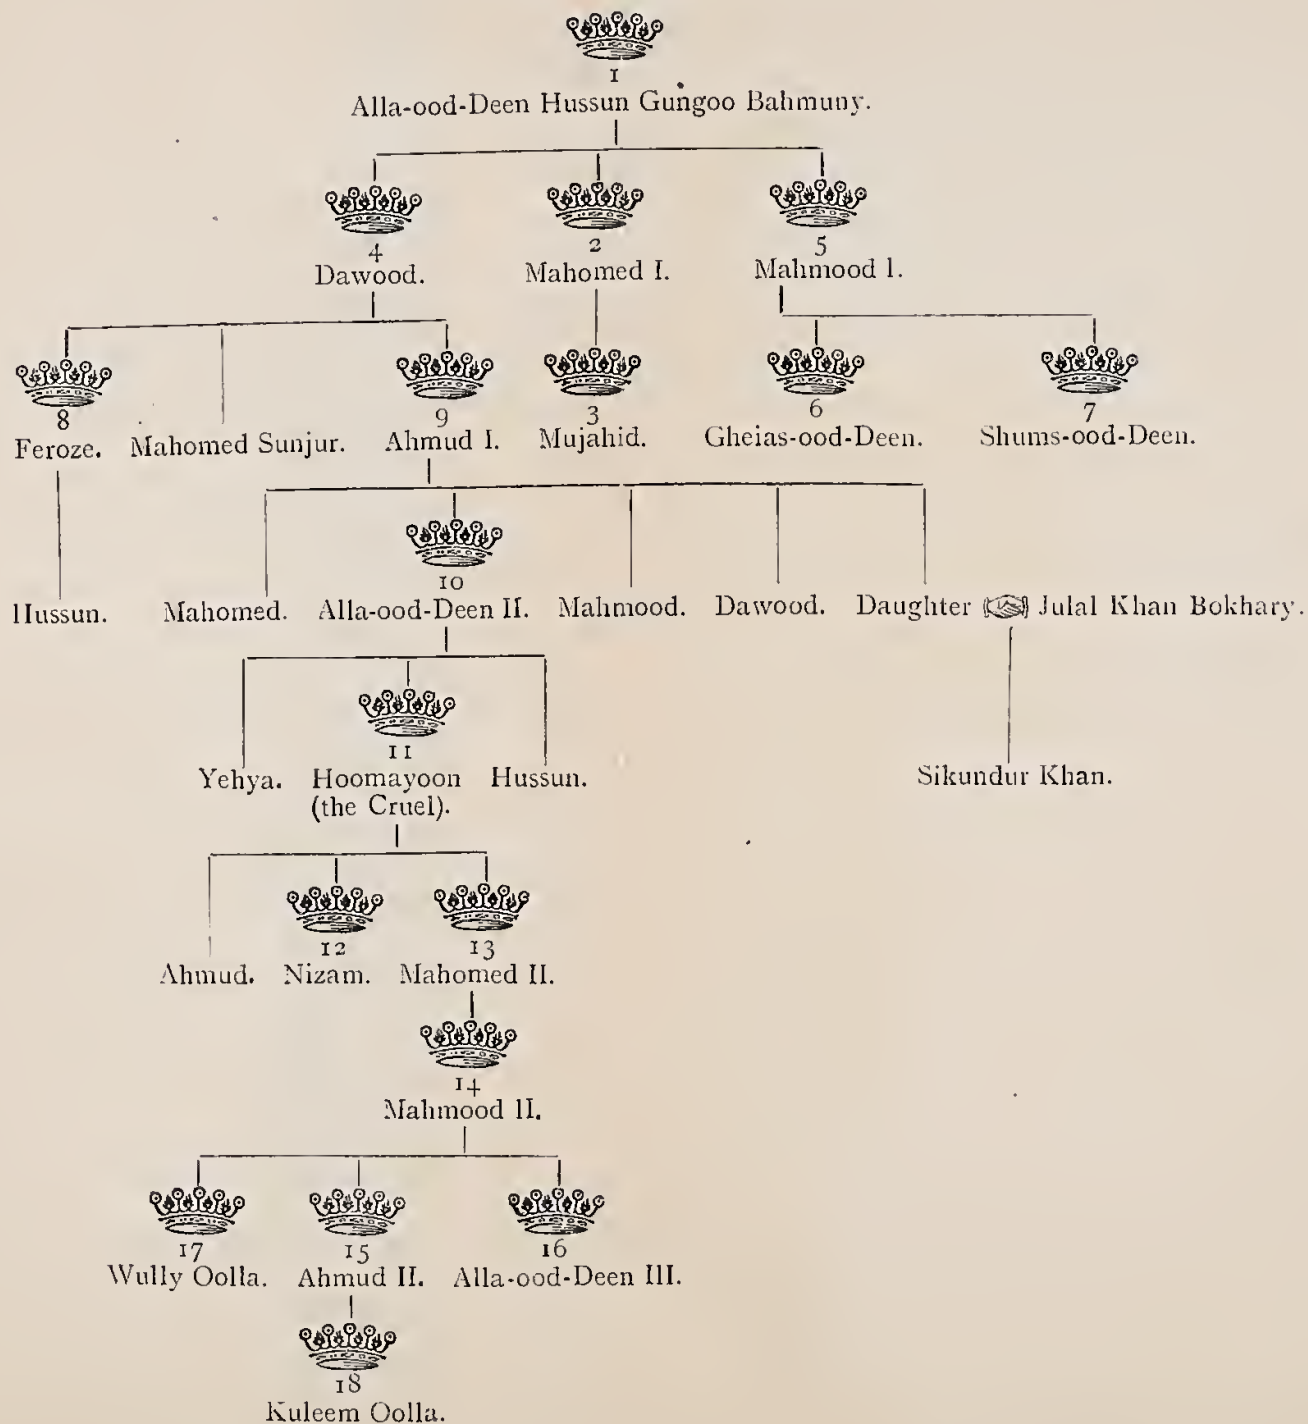 1
Alla-ood-Deen Hussun Gungoo Bahmuny.
4 2 5
Dawood. Mahomed I. Mahmood I.
8 9 3 6 7
Feroze. Mahomed Sunjur. Ahmud I. Mujahid. Gheias-ood-Deen. Shums-ood-Deen.
10
Hussun. Mahomed. Alla-ood-Deen II. Mahmood. Dawood. Daughter Julal Khan Bokhary.
11
Yehya. Hoomayoon Hussun. Sikundur Khan.
(the Cruel).
12 13
Ahmud. Nizam. Mahomed II.
14
Mahmood II.
17 15 16
Wully Oolla. Ahmud II. Alla-ood-Deen III.
18
Kuleem Oolla.